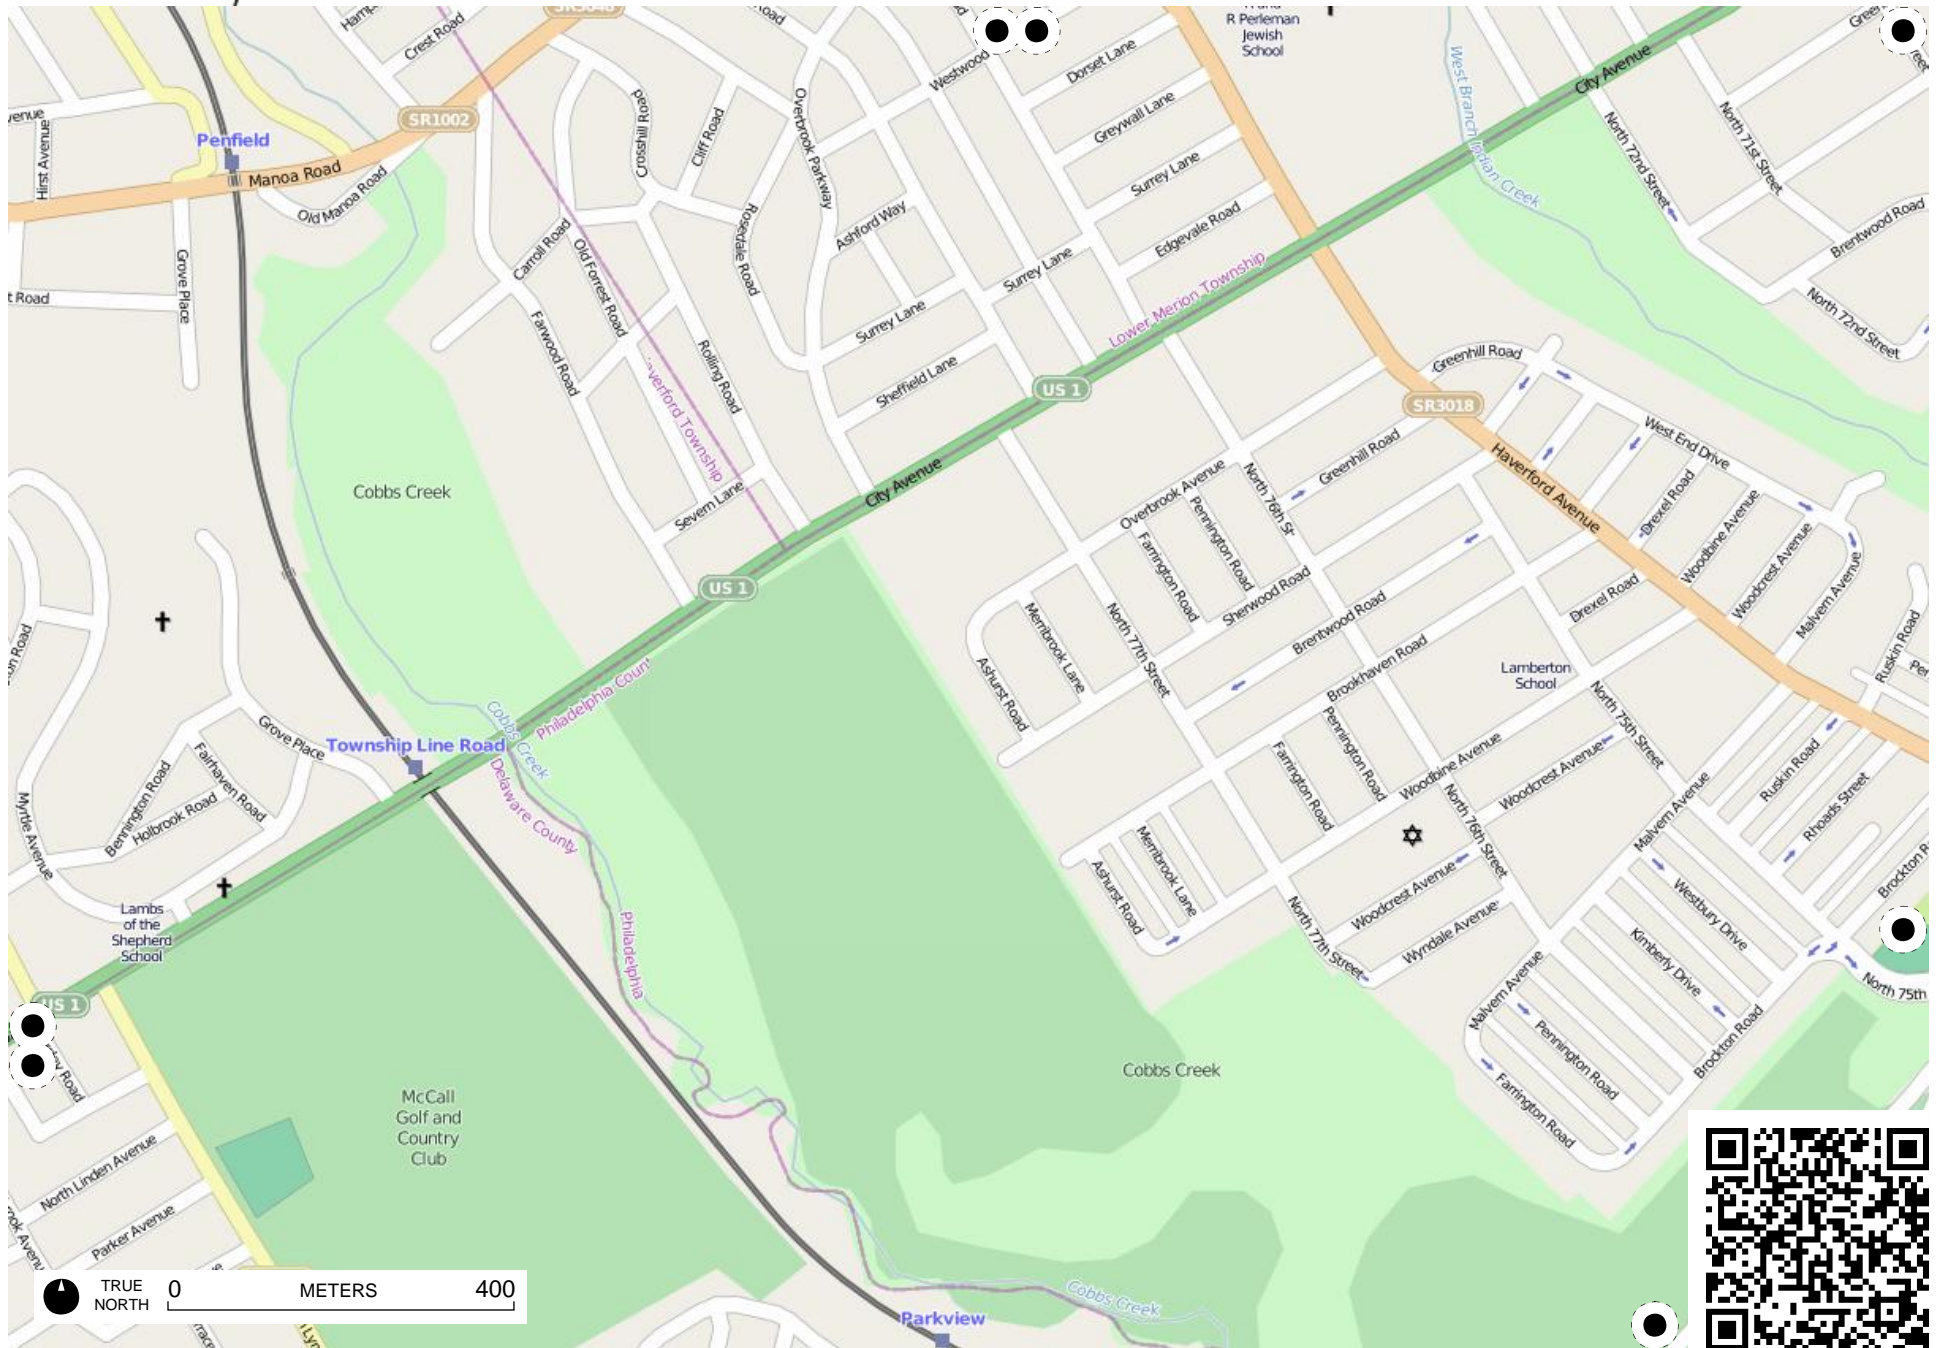 Crest Road
Westwood
Dorset Lane
R Perleman
Jewish
School
City Avenue
West Branch Indian Creek
SR1002
Penfield
Manoa Road
Old Manoa Road
Hirst Avenue
Crosshill Road
Cliff Road
Overbrook Parkway
Greywall Lane
Surrey Lane
Edgevale Road
North 72nd Street
North 71st Street
Brentwood Road
Ashford Way
Rosedale Road
Grove Place
t Road
Carroll Road
Old Forrest Road
Surrey Lane
Lower Merion Township
North 72nd Street
Surrey Lane
Farwood Road
Rolling Road
Sheffield Lane
US 1
Greenhill Road
SR3018
West End Drive
Haverford Avenue
Greenhill Road
North 76th St
Overbrook Avenue
City Avenue
Severn Lane
Cobbs Creek
Pennington Road
Farrington Road
Drexel Road
Woodbine Avenue
Woodcrest Avenue
Malvern Avenue
US 1
Merribrook Lane
North 77th Street
Sherwood Road
Brentwood Road
Drexel Road
Ruskin Road
Lamberton
School
Brookhaven Road
Ashurst Road
Philadelphia
Cobbs Creek
Township Line Road
Grove Place
Delaware County
Fairhaven Road
Bennington Road
Holbrook Road
Myrtle Avenue
Pennington Road
Farrington Road
Woodbine Avenue
Woodcrest Avenue
North 75th Street
Ruskin Road
Rhoads Street
Malvern Avenue
North 76th Street
Merribrook Lane
Ashurst Road
Woodcrest Avenue
Wyndale Avenue
North 77th Street
Westbury Drive
Kimberly Drive
North 75th
Lambs
of the
Shepherd
School
Philadelphia
US 1
Malvern Avenue
Pennington Road
Brockton Road
Farrington Road
Cobbs Creek
McCall
Golf and
Country
Club
North Linden Avenue
Parker Avenue
TRUE
NORTH
0 METERS 400
Cobbs Creek
Parkview